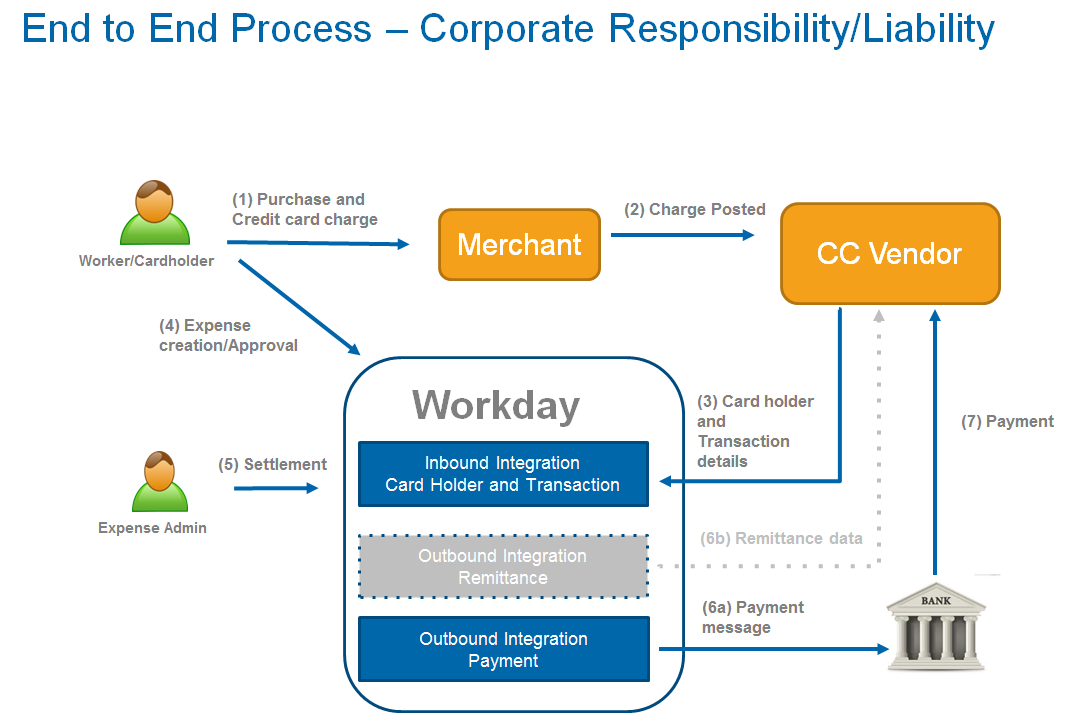 End to End Process – Corporate Responsibility/Liability
(1) Purchase and
Credit card charge
Worker/Cardholder
Merchant
(2) Charge Posted
CC Vendor
(4) Expense
creation/Approval
Workday
(3) Card holder
and
Transaction
details
(7) Payment
(5) Settlement
Expense Admin
Inbound Integration
Card Holder and Transaction
Outbound Integration
Remittance
(6b) Remittance data
Outbound Integration
Payment
(6a) Payment
message
BANK